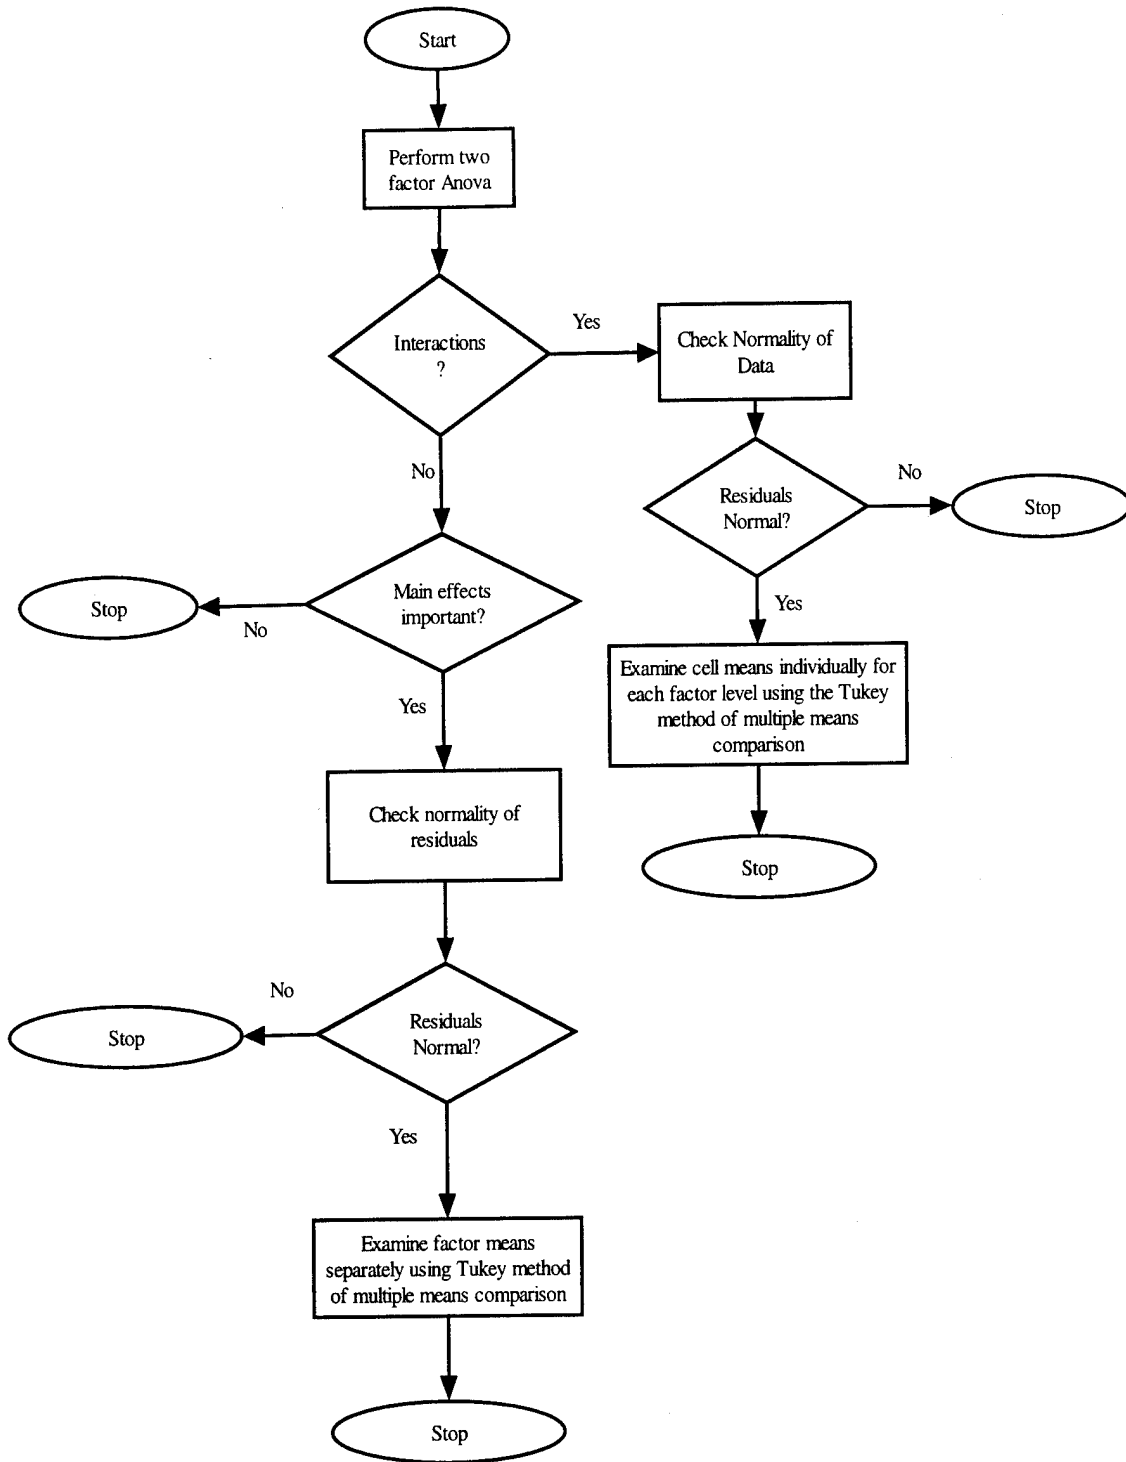 Start
Perform two
factor Anova
Interactions
?
Yes
Check Normality of
Data
No
Residuals
Normal?
No
Stop
Main effects
important?
Stop
No
Yes
Yes
Examine cell means individually for
each factor level using the Tukey
method of multiple means
comparison
Check normality of
residuals
Stop
No
Residuals
Normal?
Stop
Yes
Examine factor means
separately using Tukey method
of multiple means comparison
Stop